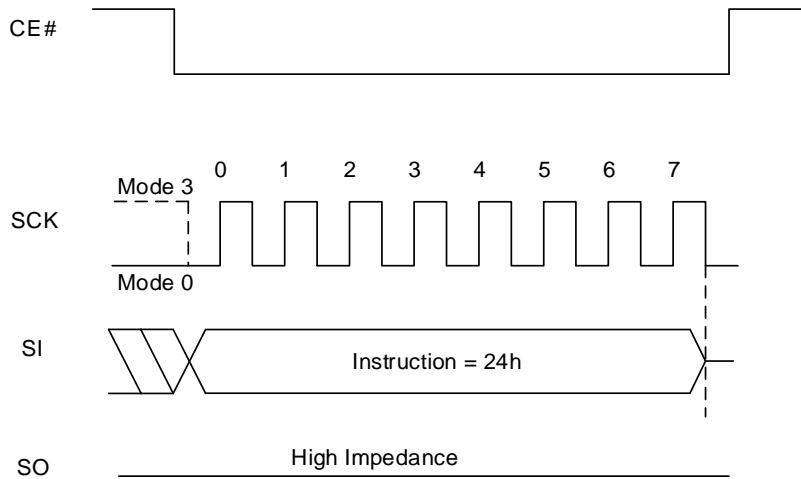 CE#
0 1 2 3 4 5 6 7
Mode 3
SCK
Mode 0
SI
Instruction = 24h
High Impedance
SO